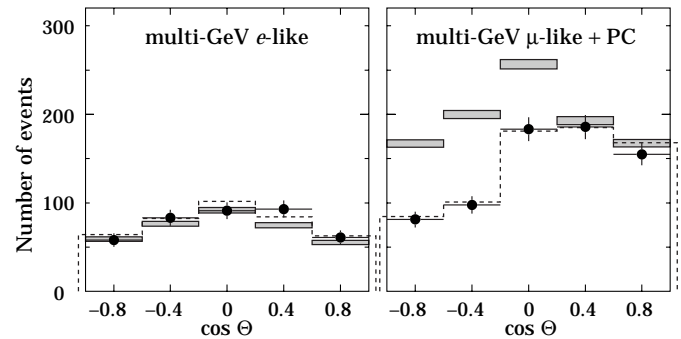 multi-GeV e-like
multi-GeV μ-like + PC
Number of events
300
200
100
0
−0.8 −0.4 0 0.4 0.8
−0.8 −0.4 0 0.4 0.8
cos Θ
cos Θ